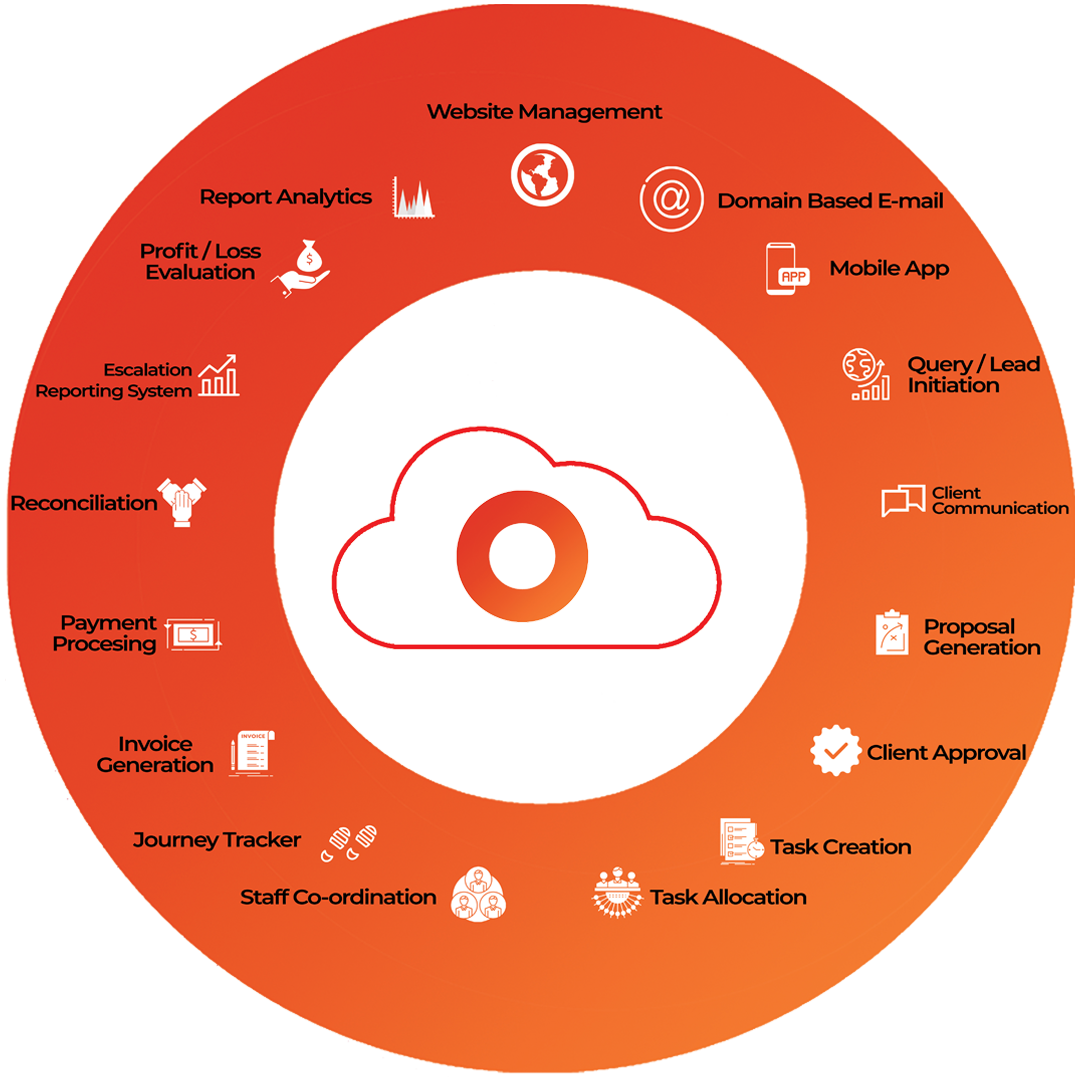 Website Management
Domain Based E-mail
APP
Mobile App
Query / Lead
Initiation
Client
Communication
Proposal
Generation
Client Approval
Task Creation
Task Allocation
Staff Co-ordination
Journey Tracker
INVOICE
Invoice
Generation
$
Payment
Procesing
Reconciliation
Escalation
Reporting System
$
Profit / Loss
Evaluation
Report Analytics